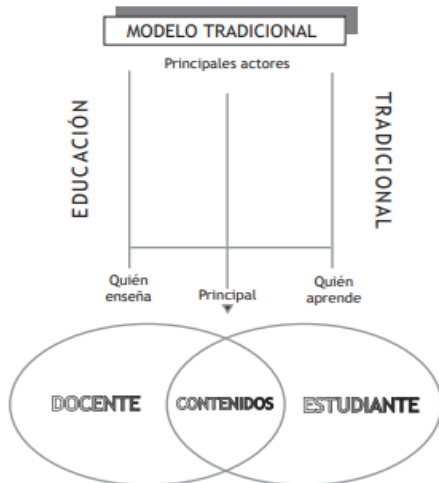 MODELO TRADICIONAL
Principales actores
EDUCACIÓN
TRADICIONAL
Quién
enseña
Principal
Quién
aprende
DOCENTE
CONTENIDOS
ESTUDIANTE